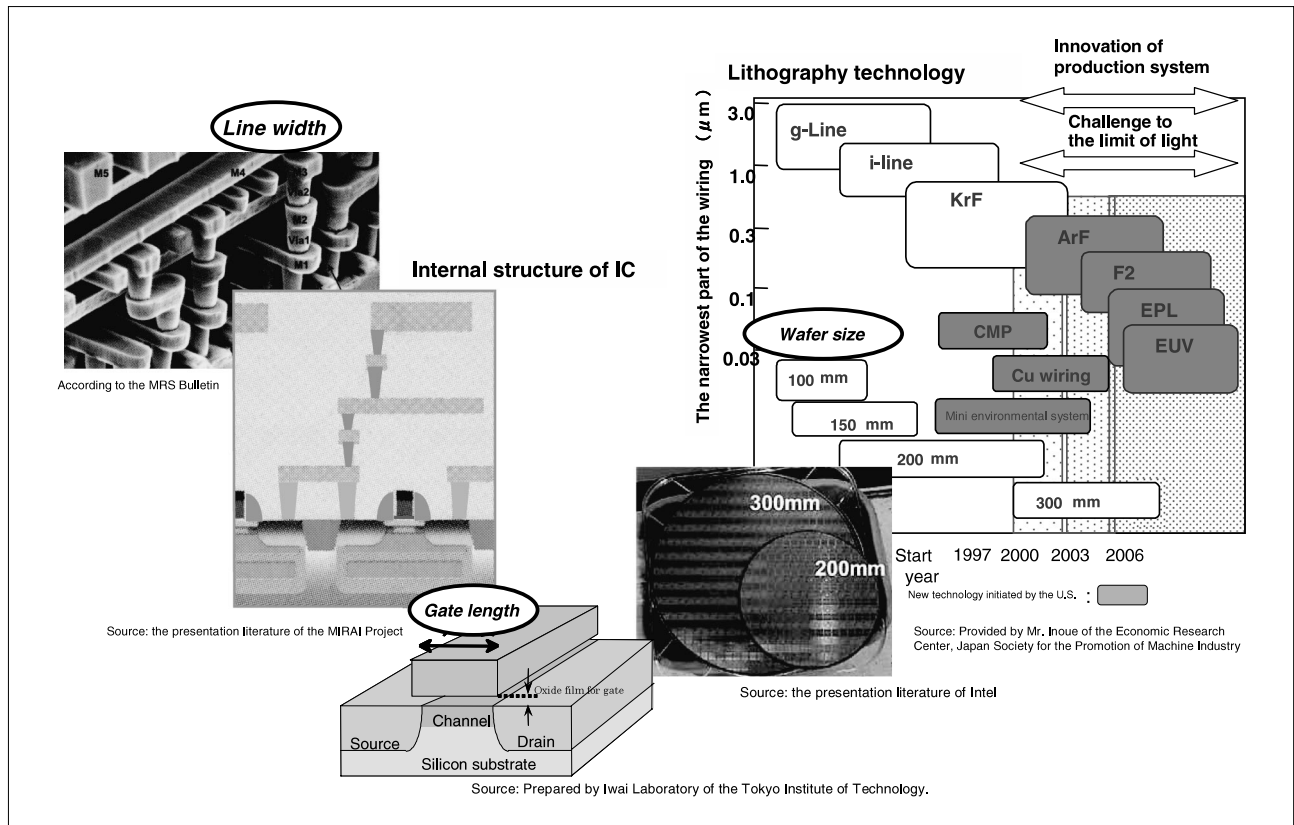 Line width
M5
M4
M3
Via2
M2
Via1
M1
According to the MRS Bulletin
Internal structure of IC
Source: the presentation literature of the MIRAI Project
Gate length
Oxide film for gate
Channel
Source
Drain
Silicon substrate
Source: Prepared by Iwai Laboratory of the Tokyo Institute of Technology.
300mm
200mm
Source: the presentation literature of Intel
Lithography technology
Innovation of
production system
Challenge to
the limit of light
The narrowest part of the wiring (μm)
3.0
1.0
0.3
0.1
0.03
g-Line
i-line
KrF
ArF
F2
EPL
EUV
CMP
Cu wiring
Mini environmental system
Wafer size
100 mm
150 mm
200 mm
300 mm
Start
year
1997 2000 2003 2006
New technology initiated by the U.S. :
Source: Provided by Mr. Inoue of the Economic Research
Center, Japan Society for the Promotion of Machine Industry